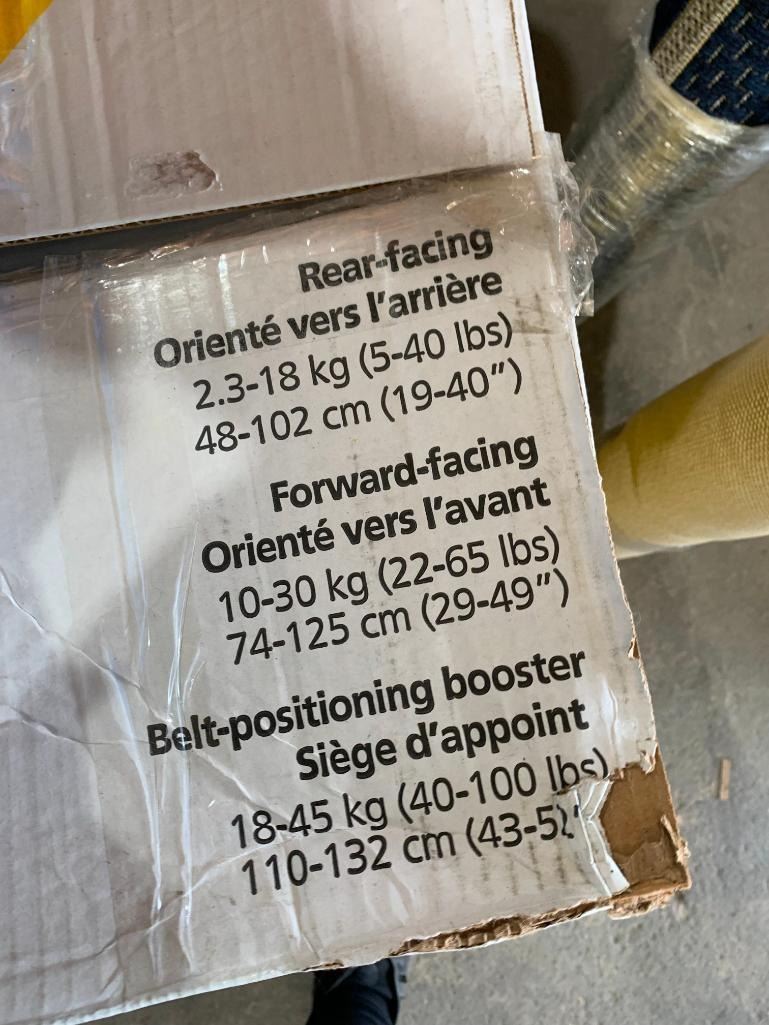 Rear-facing
Orienté vers l'arrière
2.3-18 kg (5-40 lbs)
48-102 cm (19-40")
Forward-facing
Orienté vers l'avant
10-30 kg (22-65 lbs)
74-125 cm (29-49")
Belt-positioning booster
Siège d'appoint
18-45 kg (40-100 lbs)
110-132 cm (43-52"